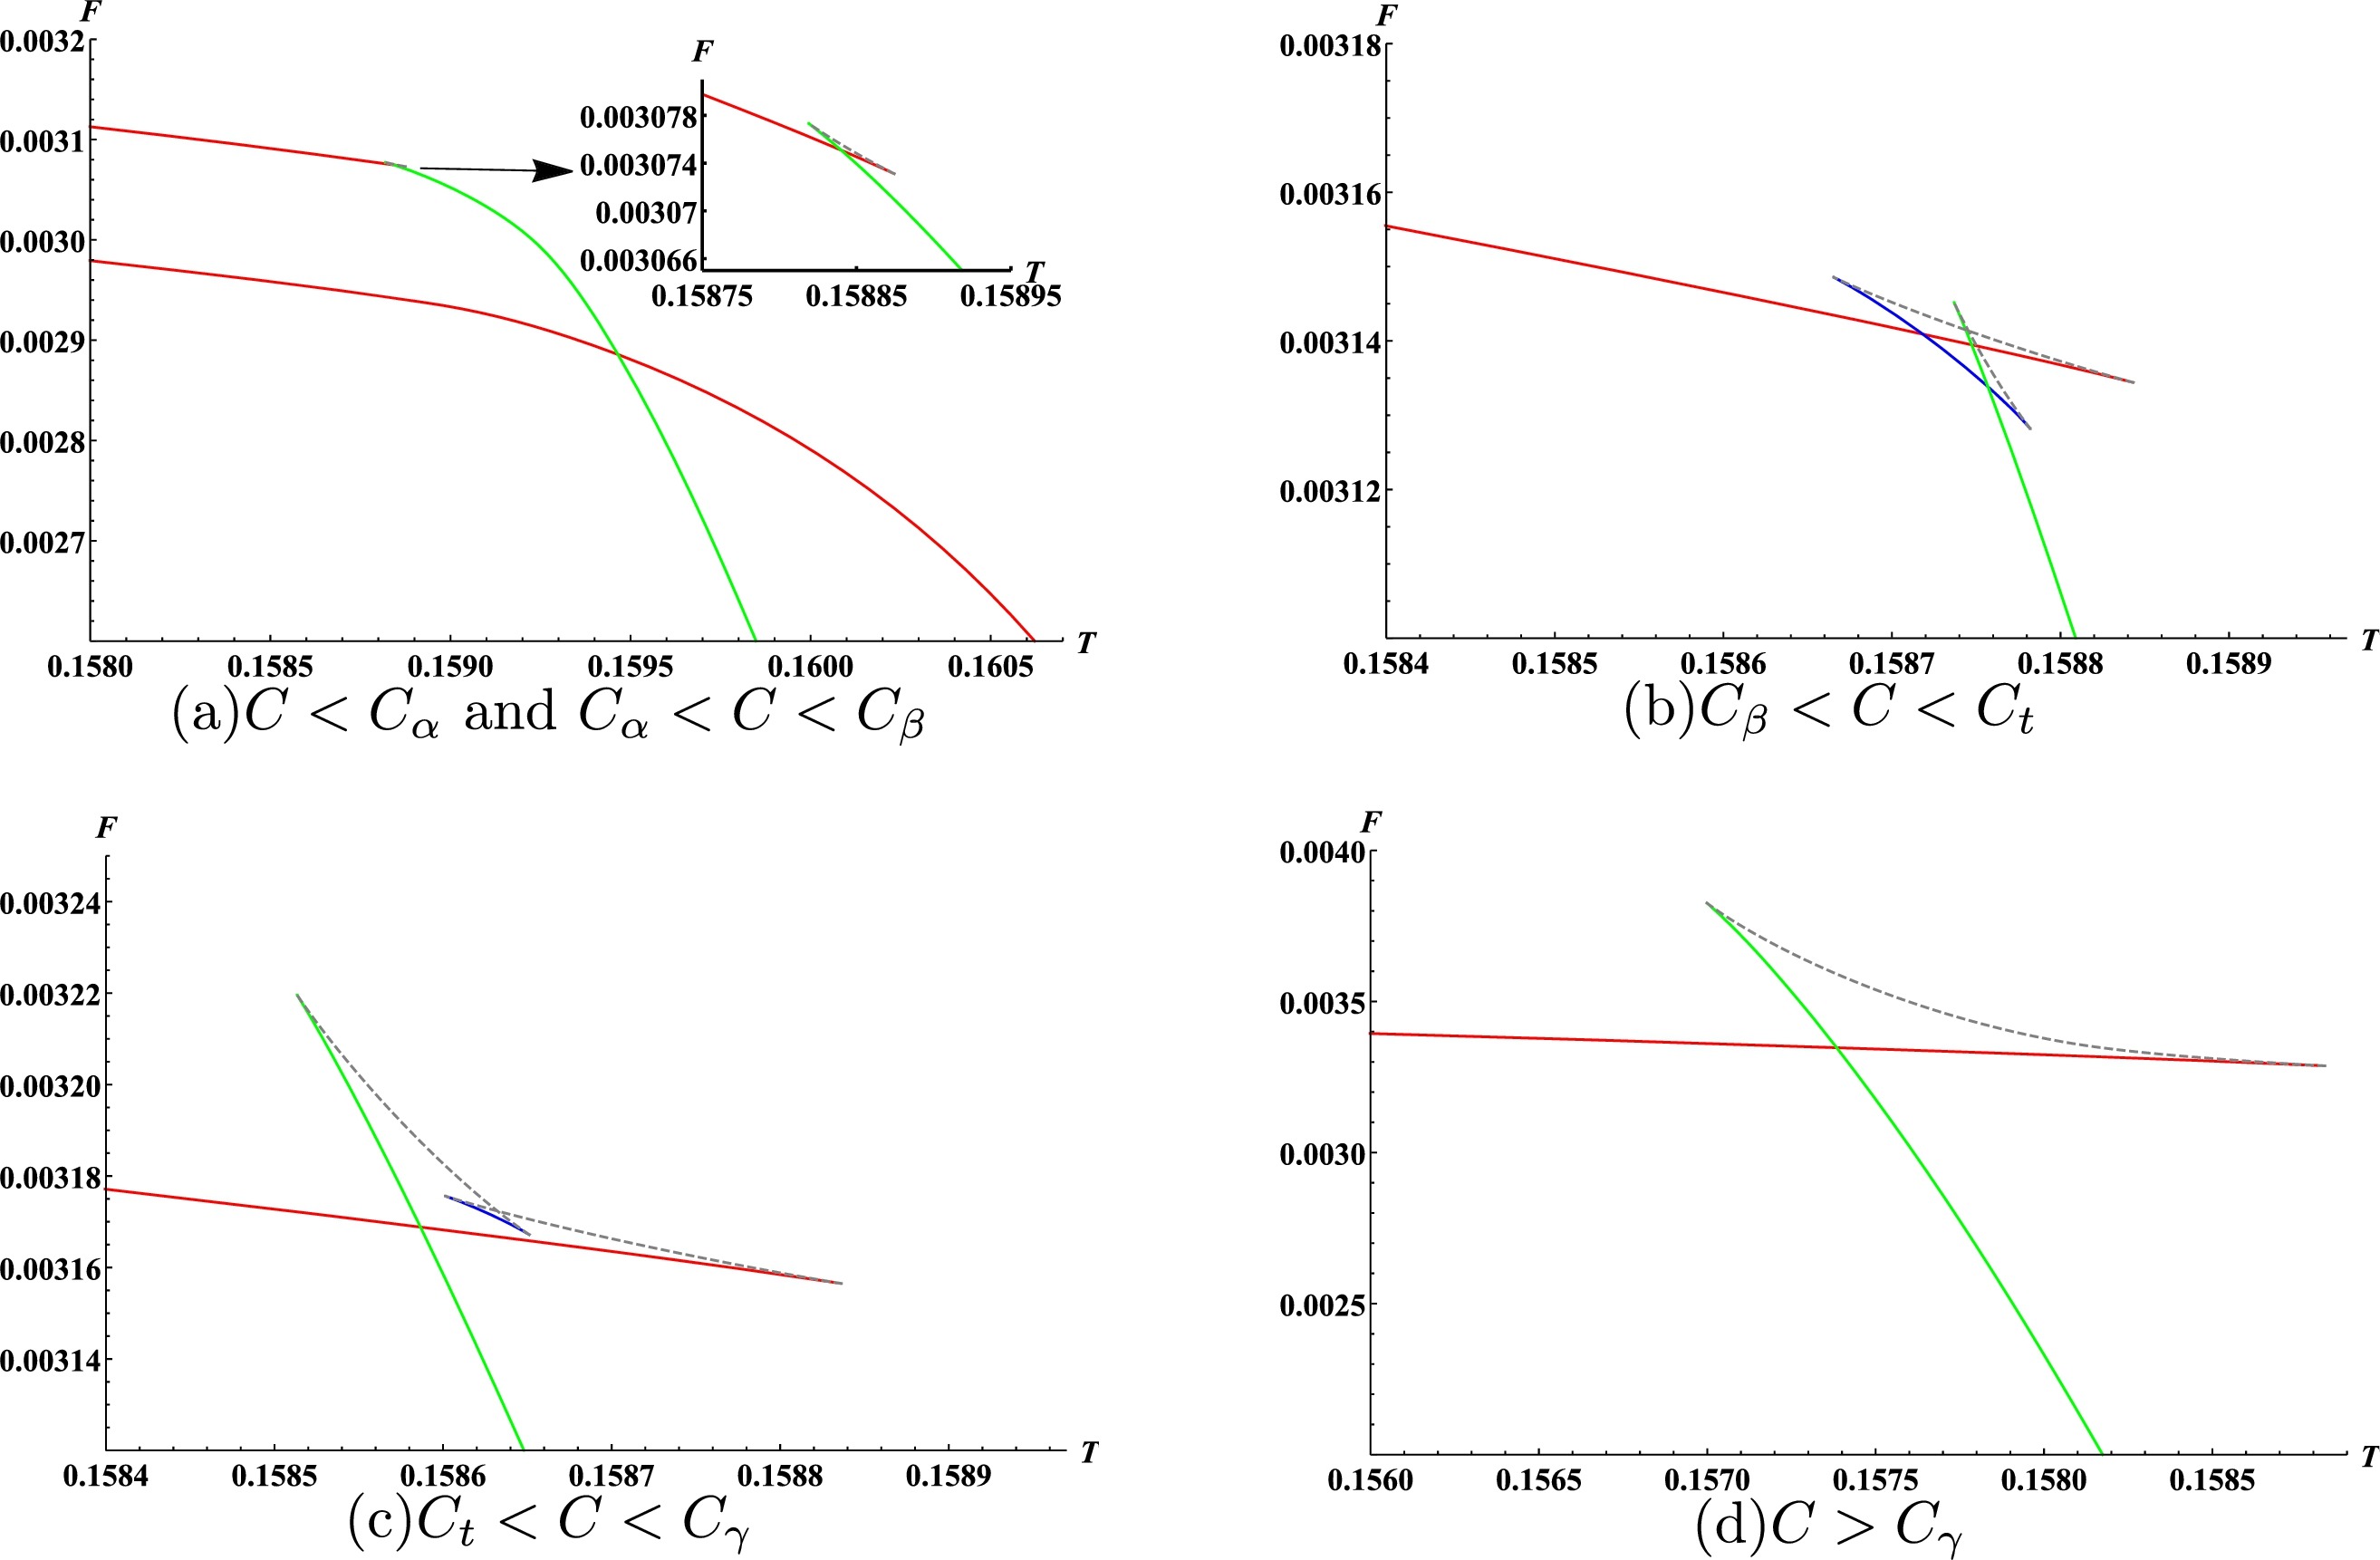 F
0.0032
0.0031
0.0030
0.0029
0.0028
0.0027
0.1580 0.1585 0.1590 0.1595 0.1600 0.1605
T
F
0.003078
0.003074
0.00307
0.003066
0.15875 0.15885 0.15895
T
(a)C < Cα and Cα < C < Cβ
F
0.00318
0.00316
0.00314
0.00312
0.1584 0.1585 0.1586 0.1587 0.1588 0.1589
T
(b)Cβ < C < Ct
F
0.00324
0.00322
0.00320
0.00318
0.00316
0.00314
0.1584 0.1585 0.1586 0.1587 0.1588 0.1589
T
(c)Ct < C < Cγ
F
0.0040
0.0035
0.0030
0.0025
0.1560 0.1565 0.1570 0.1575 0.1580 0.1585
T
(d)C > Cγ